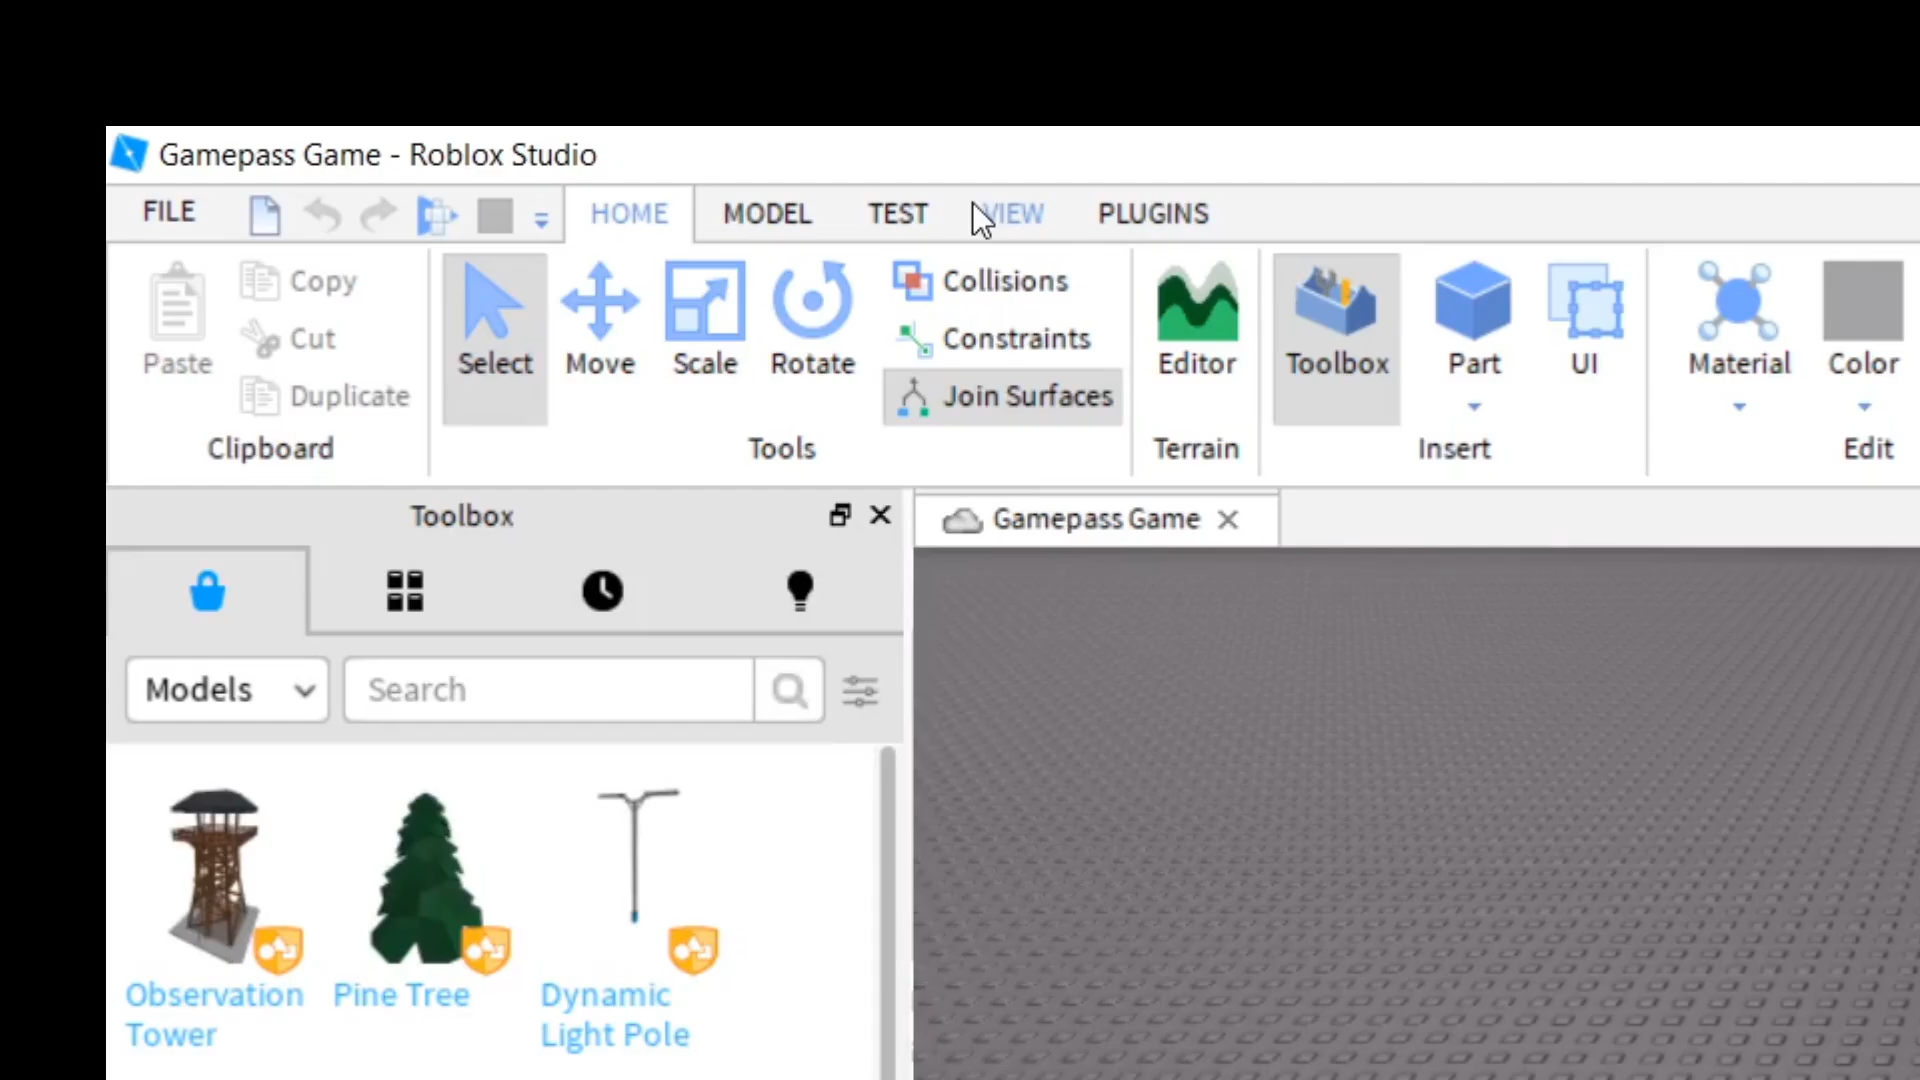 Gamepass Game - Roblox Studio
FILE HOME MODEL TEST VIEW PLUGINS
Paste
Copy
Cut
Duplicate
Clipboard
Select
Move
Scale
Rotate
Collisions
Constraints
Join Surfaces
Tools
Editor
Terrain
Toolbox
Part
UI
Insert
Material
Color
Edit
Toolbox
Gamepass Game
Models
Search
Observation
Tower
Pine Tree
Dynamic
Light Pole